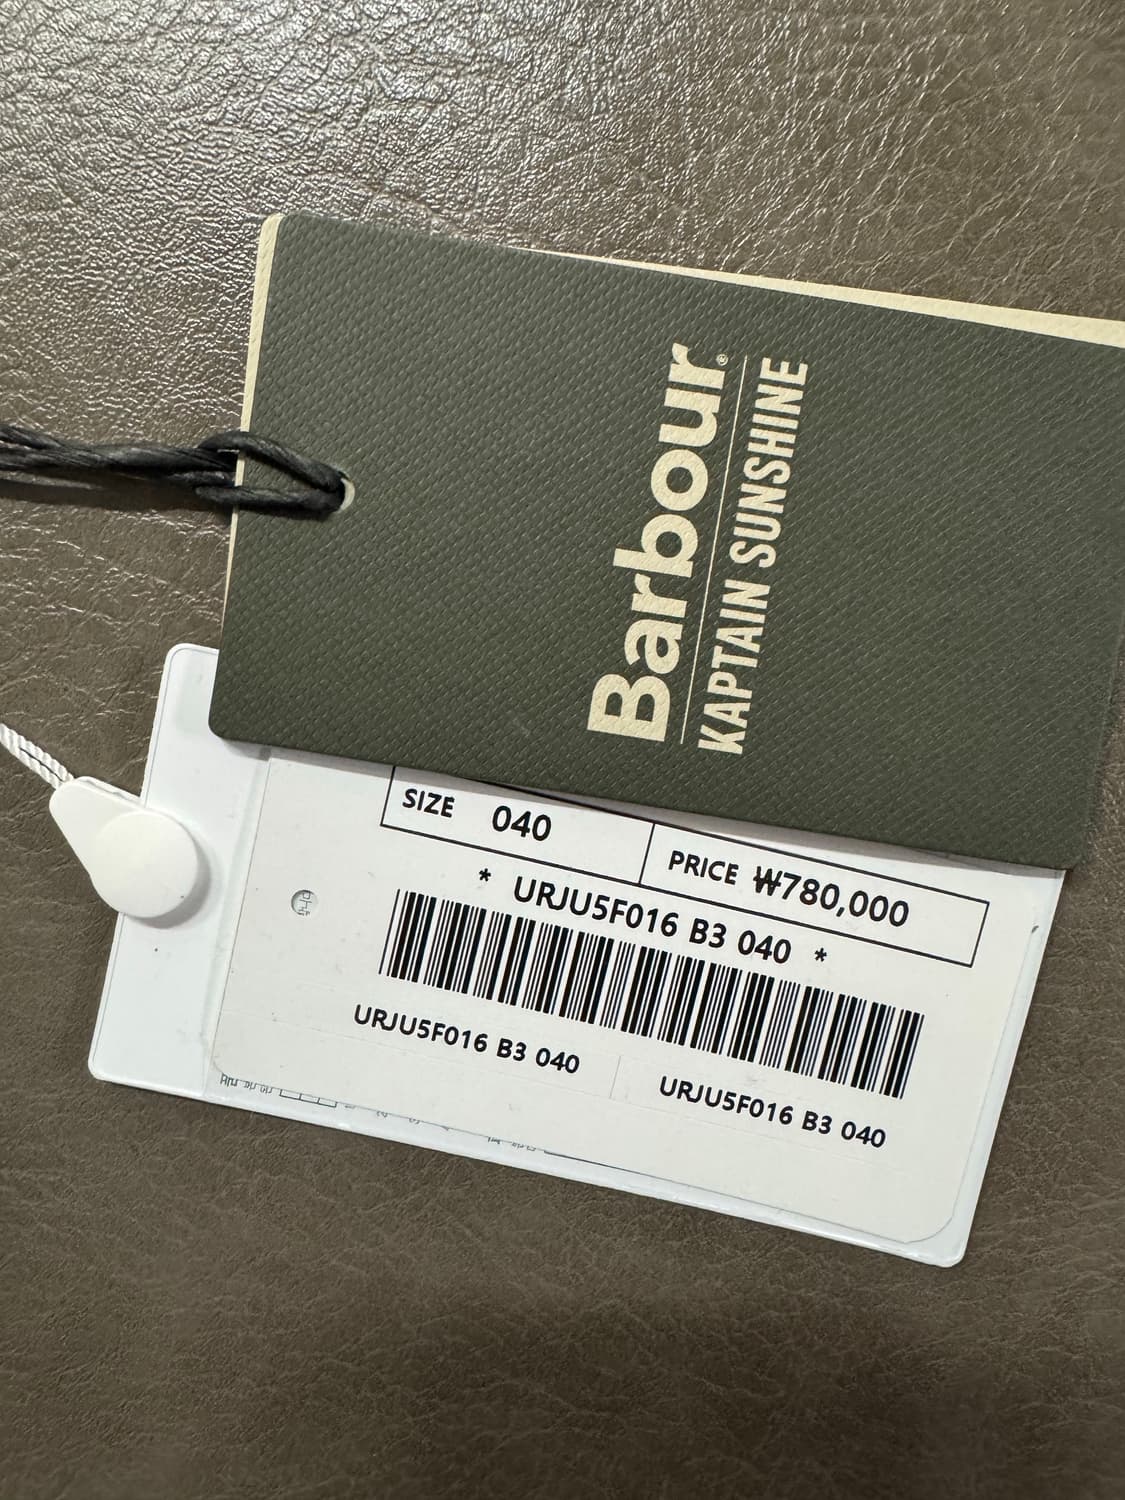 Barbour®
KAPTAIN SUNSHINE
SIZE 040
PRICE ₩780,000
* URJU5F016 B3 040 *
URJU5F016 B3 040
URJU5F016 B3 040